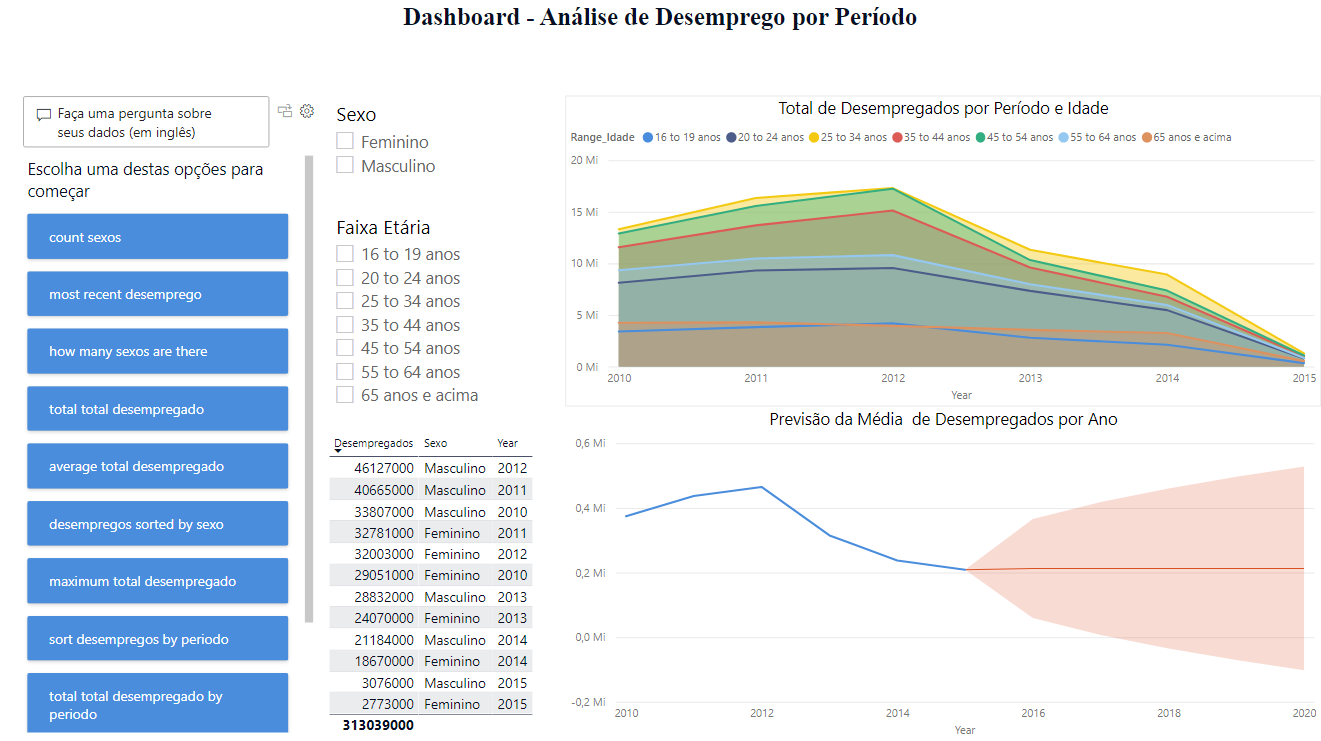 Dashboard - Análise de Desemprego por Período
Faça uma pergunta sobre
seus dados (em inglês)
Escolha uma destas opções para
começar
count sexos
most recent desemprego
how many sexos are there
total total desempregado
average total desempregado
desempregos sorted by sexo
maximum total desempregado
sort desempregos by periodo
total total desempregado by
periodo
Sexo
Feminino
Masculino
Faixa Etária
16 to 19 anos
20 to 24 anos
25 to 34 anos
35 to 44 anos
45 to 54 anos
55 to 64 anos
65 anos e acima
Desempregados Sexo Year
46127000 Masculino 2012
40665000 Masculino 2011
33807000 Masculino 2010
32781000 Feminino 2011
32003000 Feminino 2012
29051000 Feminino 2010
28832000 Masculino 2013
24070000 Feminino 2013
21184000 Masculino 2014
18670000 Feminino 2014
3076000 Masculino 2015
2773000 Feminino 2015
313039000
Total de Desempregados por Período e Idade
Range_Idade 16 to 19 anos 20 to 24 anos 25 to 34 anos 35 to 44 anos 45 to 54 anos 55 to 64 anos 65 anos e acima
20 Mi
15 Mi
10 Mi
5 Mi
0 Mi
2010 2011 2012 2013 2014 2015
Year
Previsão da Média de Desempregados por Ano
0,6 Mi
0,4 Mi
0,2 Mi
0,0 Mi
-0,2 Mi
2010 2012 2014 2016 2018 2020
Year